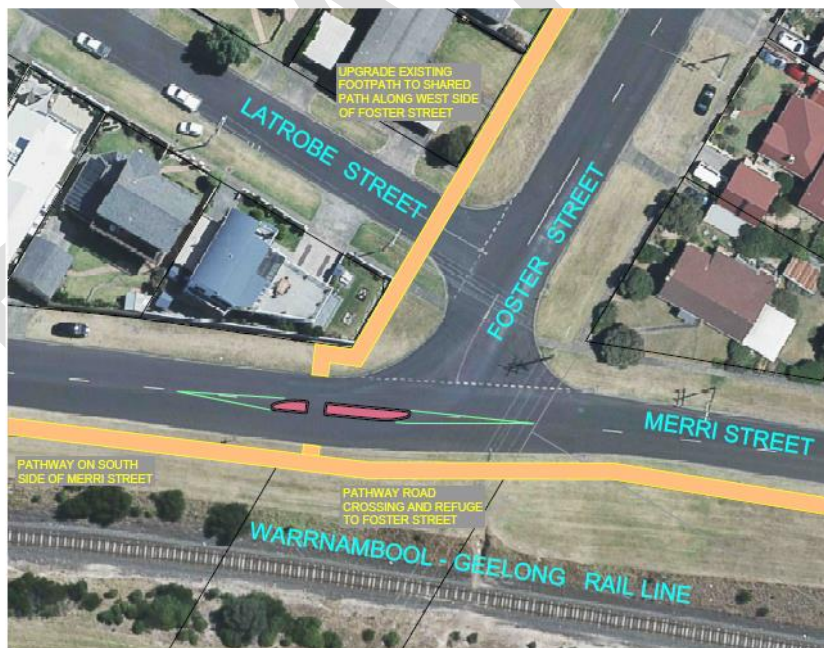 UPGRADE EXISTING
FOOTPATH TO SHARED
PATH ALONG WEST SIDE
OF FOSTER STREET
LATROBE STREET
FOSTER STREET
MERRI STREET
PATHWAY ON SOUTH
SIDE OF MERRI STREET
PATHWAY ROAD
CROSSING AND REFUGE
TO FOSTER STREET
WARRNAMBOOL - GEELONG RAIL LINE